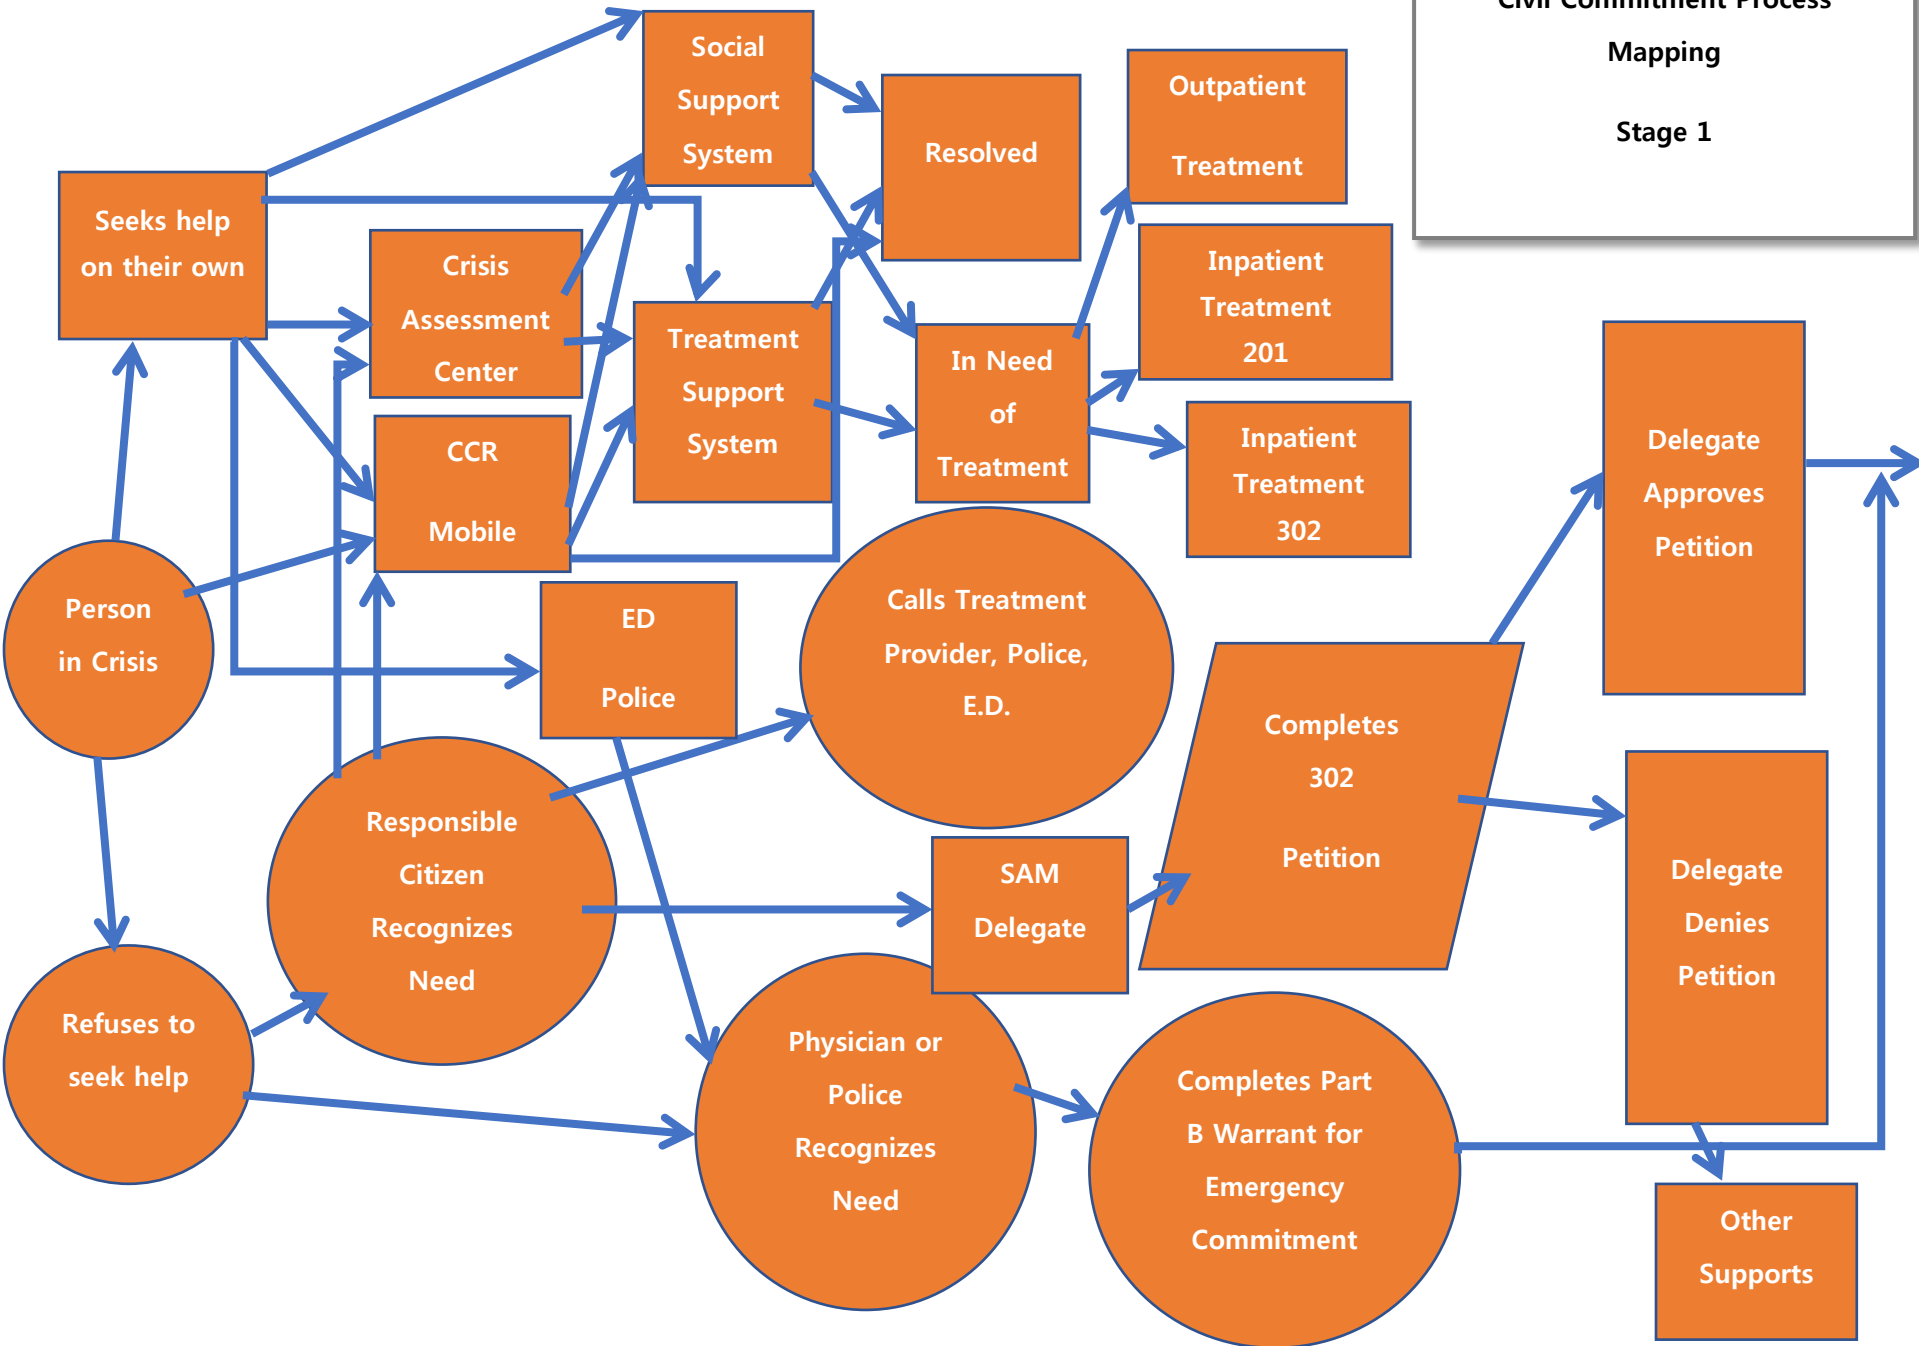 Civil Commitment Process
Mapping
Stage 1
Social
Support
System
Resolved
Outpatient
Treatment
Seeks help
on their own
Crisis
Assessment
Center
Inpatient
Treatment
201
Treatment
Support
System
In Need
of
Treatment
Inpatient
Treatment
302
CCR
Mobile
Delegate
Approves
Petition
Person
in Crisis
ED
Police
Calls Treatment
Provider, Police,
E.D.
Completes
302
Petition
Responsible
Citizen
Recognizes
Need
SAM
Delegate
Delegate
Denies
Petition
Refuses to
seek help
Physician or
Police
Recognizes
Need
Completes Part
B Warrant for
Emergency
Commitment
Other
Supports